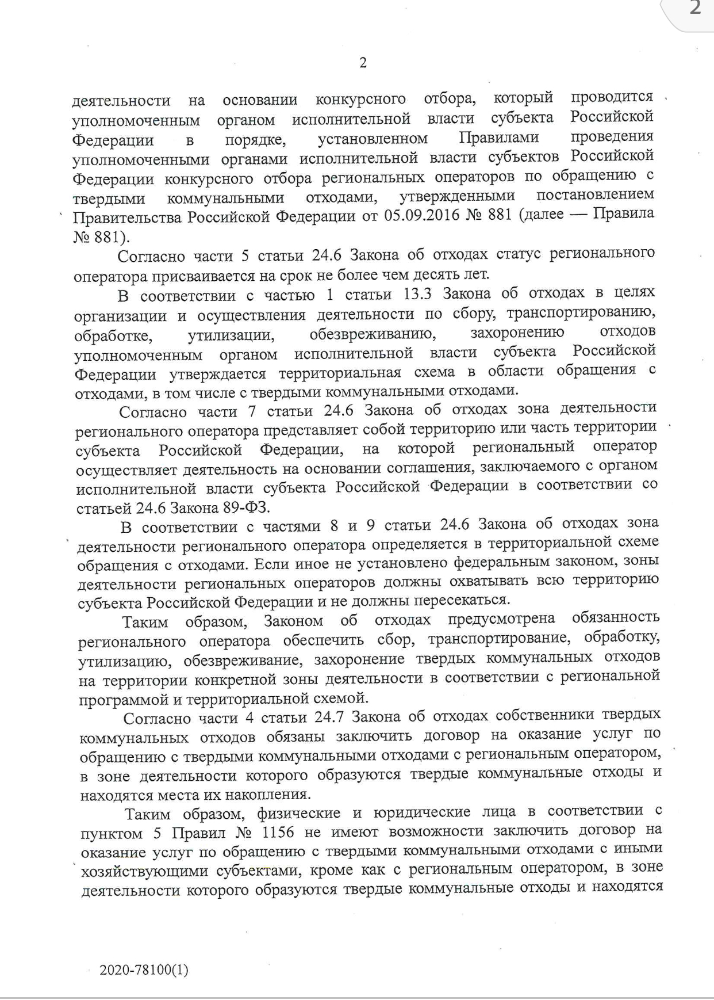 2
2
деятельности на основании конкурсного отбора, который проводится
уполномоченным органом исполнительной власти субъекта Российской
Федерации в порядке, установленном Правилами проведения
уполномоченными органами исполнительной власти субъектов Российской
Федерации конкурсного отбора региональных операторов по обращению с
твердыми коммунальными отходами, утвержденными постановлением
Правительства Российской Федерации от 05.09.2016 № 881 (далее — Правила
№ 881).
Согласно части 5 статьи 24.6 Закона об отходах статус регионального
оператора присваивается на срок не более чем десять лет.
В соответствии с частью 1 статьи 13.3 Закона об отходах в целях
организации и осуществления деятельности по сбору, транспортированию,
обработке, утилизации, обезвреживанию, захоронению отходов
уполномоченным органом исполнительной власти субъекта Российской
Федерации утверждается территориальная схема в области обращения с
отходами, в том числе с твердыми коммунальными отходами.
Согласно части 7 статьи 24.6 Закона об отходах зона деятельности
регионального оператора представляет собой территорию или часть территории
субъекта Российской Федерации, на которой региональный оператор
осуществляет деятельность на основании соглашения, заключаемого с органом
исполнительной власти субъекта Российской Федерации в соответствии со
статьей 24.6 Закона 89-ФЗ.
В соответствии с частями 8 и 9 статьи 24.6 Закона об отходах зона
деятельности регионального оператора определяется в территориальной схеме
обращения с отходами. Если иное не установлено федеральным законом, зоны
деятельности региональных операторов должны охватывать всю территорию
субъекта Российской Федерации и не должны пересекаться.
Таким образом, Законом об отходах предусмотрена обязанность
регионального оператора обеспечить сбор, транспортирование, обработку,
утилизацию, обезвреживание, захоронение твердых коммунальных отходов
на территории конкретной зоны деятельности в соответствии с региональной
программой и территориальной схемой.
Согласно части 4 статьи 24.7 Закона об отходах собственники твердых
коммунальных отходов обязаны заключить договор на оказание услуг по
обращению с твердыми коммунальными отходами с региональным оператором,
в зоне деятельности которого образуются твердые коммунальные отходы и
находятся места их накопления.
Таким образом, физические и юридические лица в соответствии с
пунктом 5 Правил № 1156 не имеют возможности заключить договор на
оказание услуг по обращению с твердыми коммунальными отходами с иными
хозяйствующими субъектами, кроме как с региональным оператором, в зоне
деятельности которого образуются твердые коммунальные отходы и находятся
2020-78100(1)